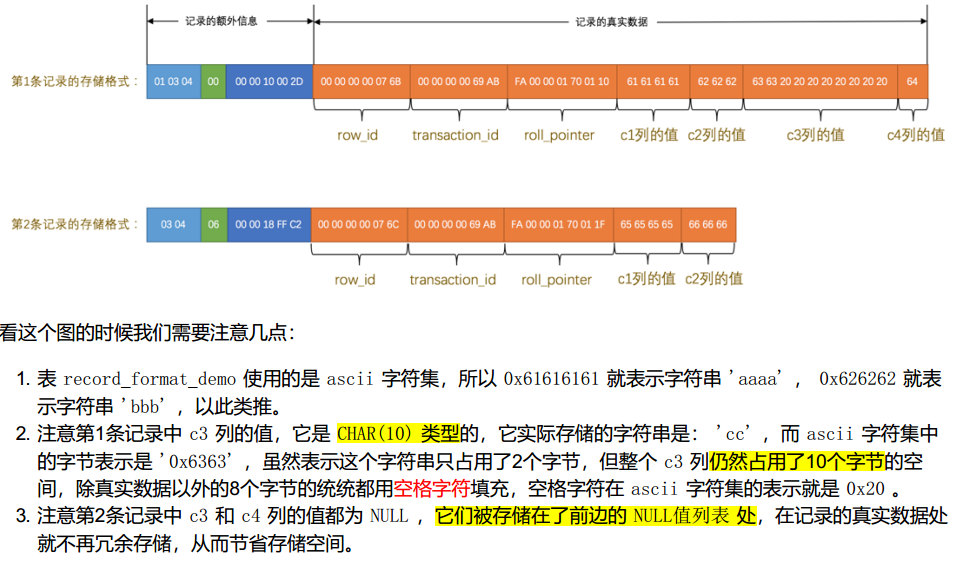 记录的额外信息 记录的真实数据
第1条记录的存储格式： 01 03 04 00 00 00 10 00 2D 00 00 00 00 07 6B 00 00 00 00 69 AB FA 00 00 01 70 01 10 61 61 61 61 62 62 62 63 63 20 20 20 20 20 20 20 20 64
row_id transaction_id roll_pointer c1列的值 c2列的值 c3列的值 c4列的值
第2条记录的存储格式： 03 04 06 00 00 18 FF C2 00 00 00 00 07 6C 00 00 00 00 69 AB FA 00 00 01 70 01 1F 65 65 65 65 66 66 66
row_id transaction_id roll_pointer c1列的值 c2列的值
看这个图的时候我们需要注意几点：
1. 表 record_format_demo 使用的是 ascii 字符集，所以 0x61616161 就表示字符串 'aaaa' ， 0x626262 就表
示字符串 'bbb' ，以此类推。
2. 注意第1条记录中 c3 列的值，它是 CHAR(10) 类型的，它实际存储的字符串是： 'cc' ，而 ascii 字符集中
的字节表示是 '0x6363' ，虽然表示这个字符串只占用了2个字节，但整个 c3 列仍然占用了10个字节的空
间，除真实数据以外的8个字节的统统都用空格字符填充，空格字符在 ascii 字符集的表示就是 0x20 。
3. 注意第2条记录中 c3 和 c4 列的值都为 NULL ，它们被存储在了前边的 NULL值列表 处，在记录的真实数据处
就不再冗余存储，从而节省存储空间。